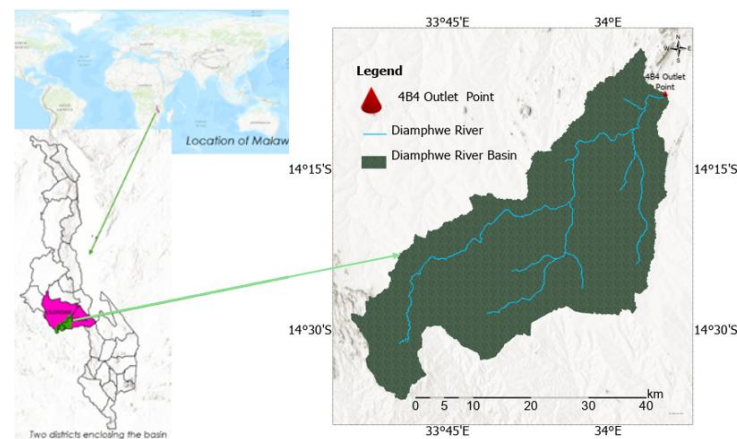 Location of Malaw
Two districts enclosing the basin
33°45'E
34°E
N
W
E
S
4B4 Outlet
Point
Legend
4B4 Outlet Point
Diamphwe River
Diamphwe River Basin
14°15'S
14°15'S
14°30'S
14°30'S
km
0 5 10 20 30 40
33°45'E
34°E